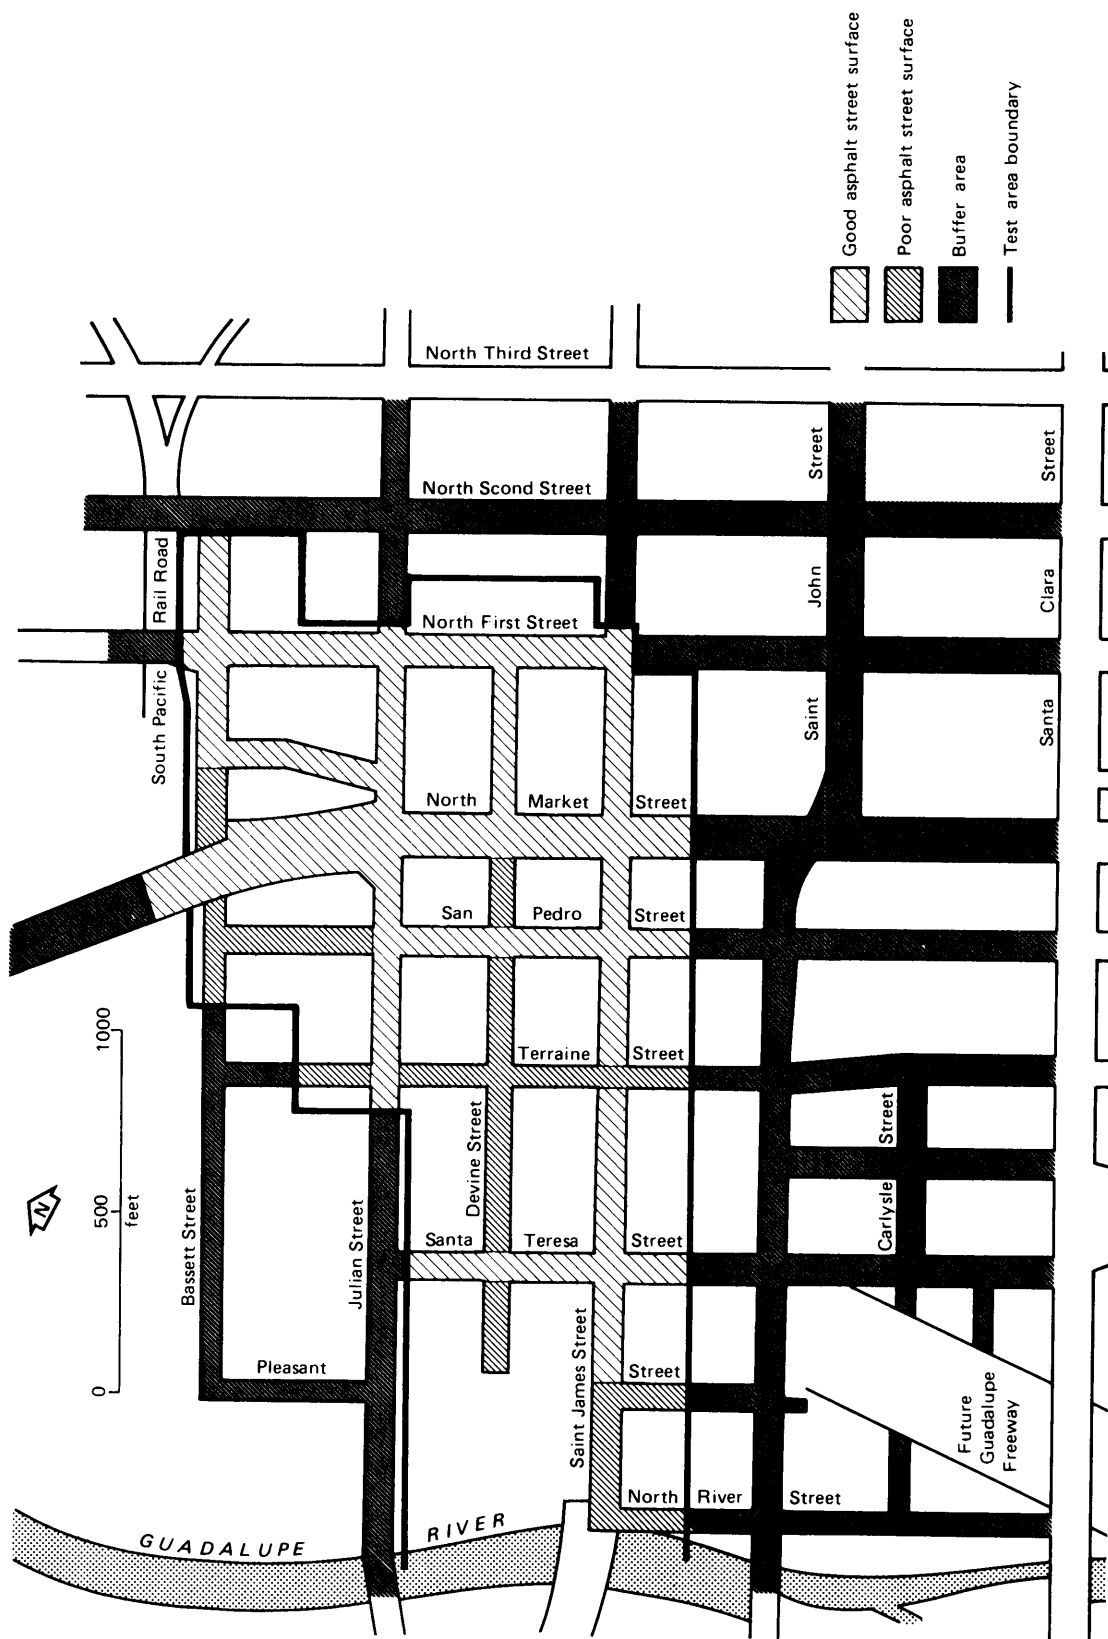 Good asphalt street surface
Poor asphalt street surface
Buffer area
Test area boundary
North Third Street
North Scond Street
Street
Street
Rail Road
John
Clara
North First Street
South Pacific
Saint
Santa
North Market Street
San Pedro Street
Terraine Street
1000
500
0
feet
N
Devine Street
Street
Carlysle
Santa Teresa Street
Bassett Street
Julian Street
Pleasant
Street
Saint James Street
Future
Guadalupe
Freeway
North River Street
GUADALUPE RIVER